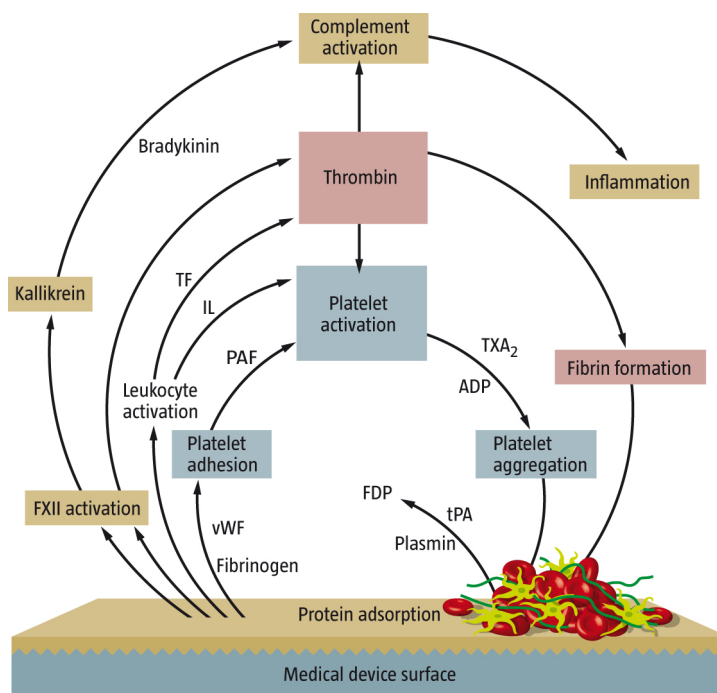 Complement
activation
Bradykinin
Thrombin
Inflammation
TF
Kallikrein
IL
Platelet
activation
PAF
TXA₂
Fibrin formation
ADP
Leukocyte
activation
Platelet
adhesion
Platelet
aggregation
FDP
tPA
FXII activation
vWF
Plasmin
Fibrinogen
Protein adsorption
Medical device surface